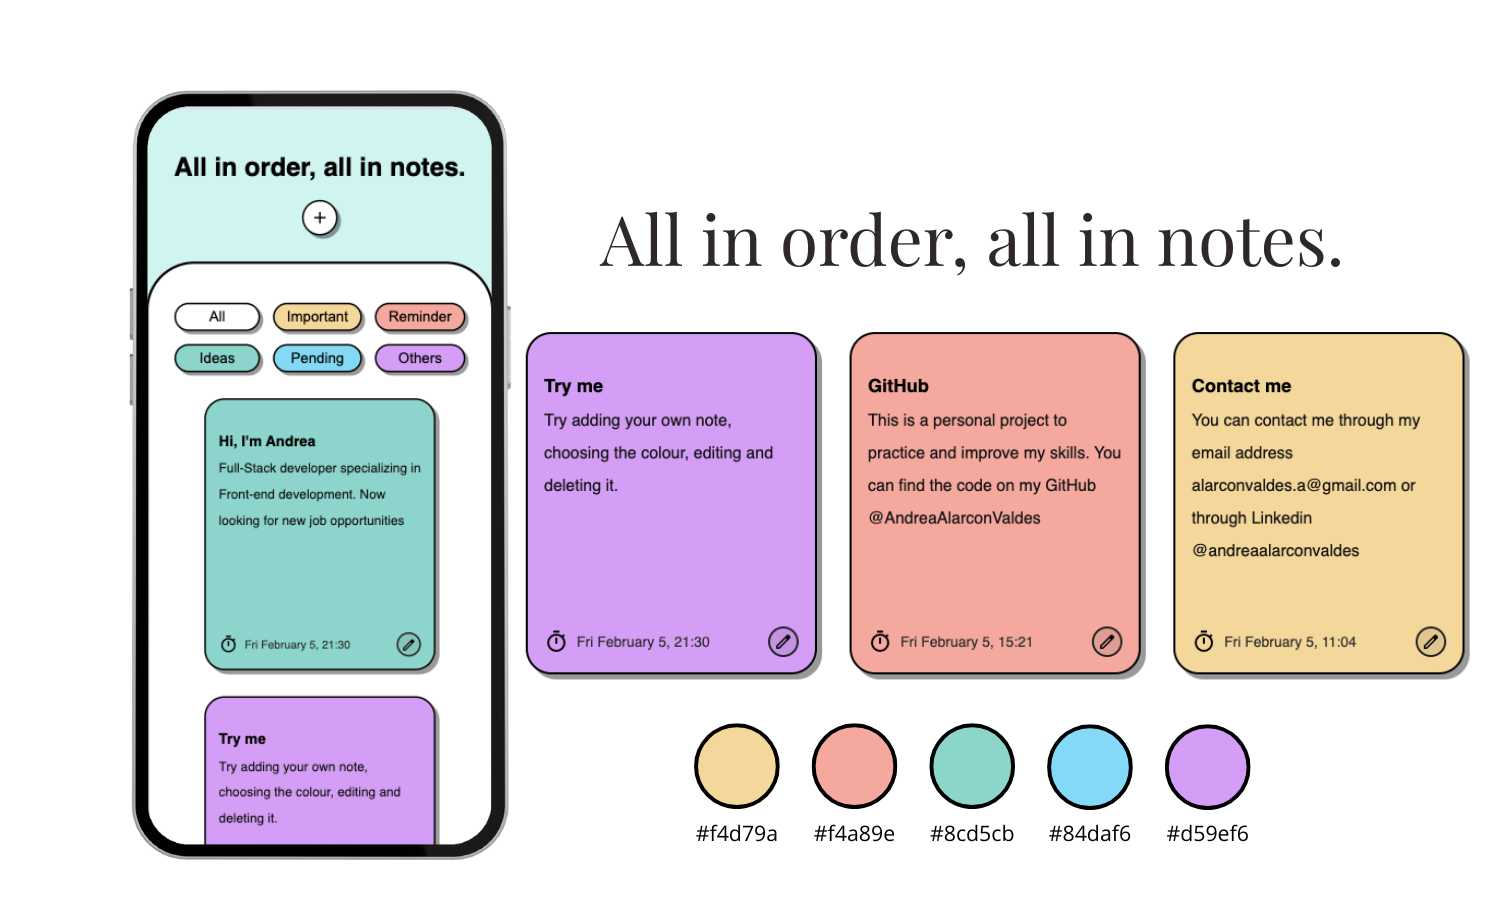 All in order, all in notes.
+
All
Important
Reminder
Ideas
Pending
Others
Hi, I'm Andrea
Full-Stack developer specializing in
Front-end development. Now
looking for new job opportunities
Fri February 5, 21:30
Try me
Try adding your own note,
choosing the colour, editing and
deleting it.
All in order, all in notes.
Try me
Try adding your own note,
choosing the colour, editing and
deleting it.
Fri February 5, 21:30
GitHub
This is a personal project to
practice and improve my skills. You
can find the code on my GitHub
@AndreaAlarconValdes
Fri February 5, 15:21
Contact me
You can contact me through my
email address
alarconvaldes.a@gmail.com or
through Linkedin
@andreaalarconvaldes
Fri February 5, 11:04
#f4d79a
#f4a89e
#8cd5cb
#84daf6
#d59ef6